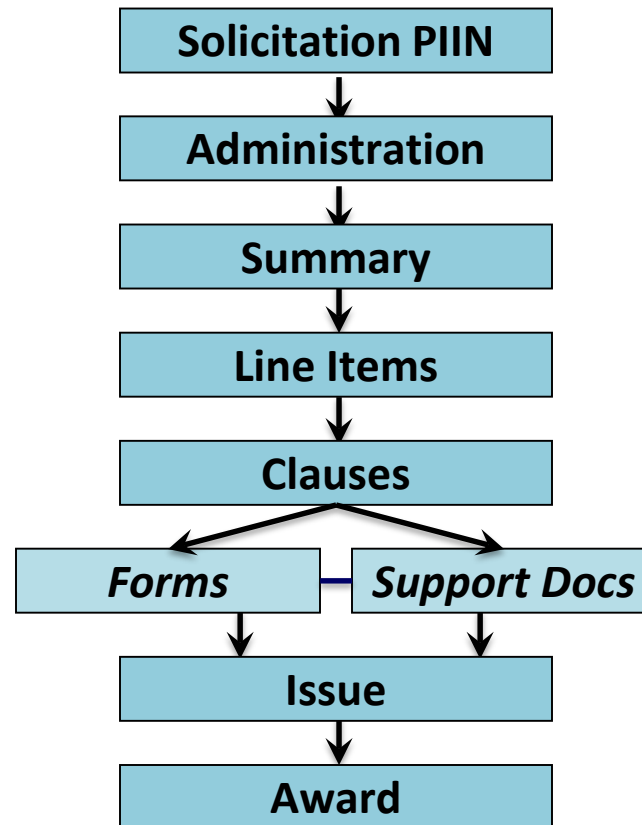 Solicitation PIIN
Administration
Summary
Line Items
Clauses
Forms
Support Docs
Issue
Award